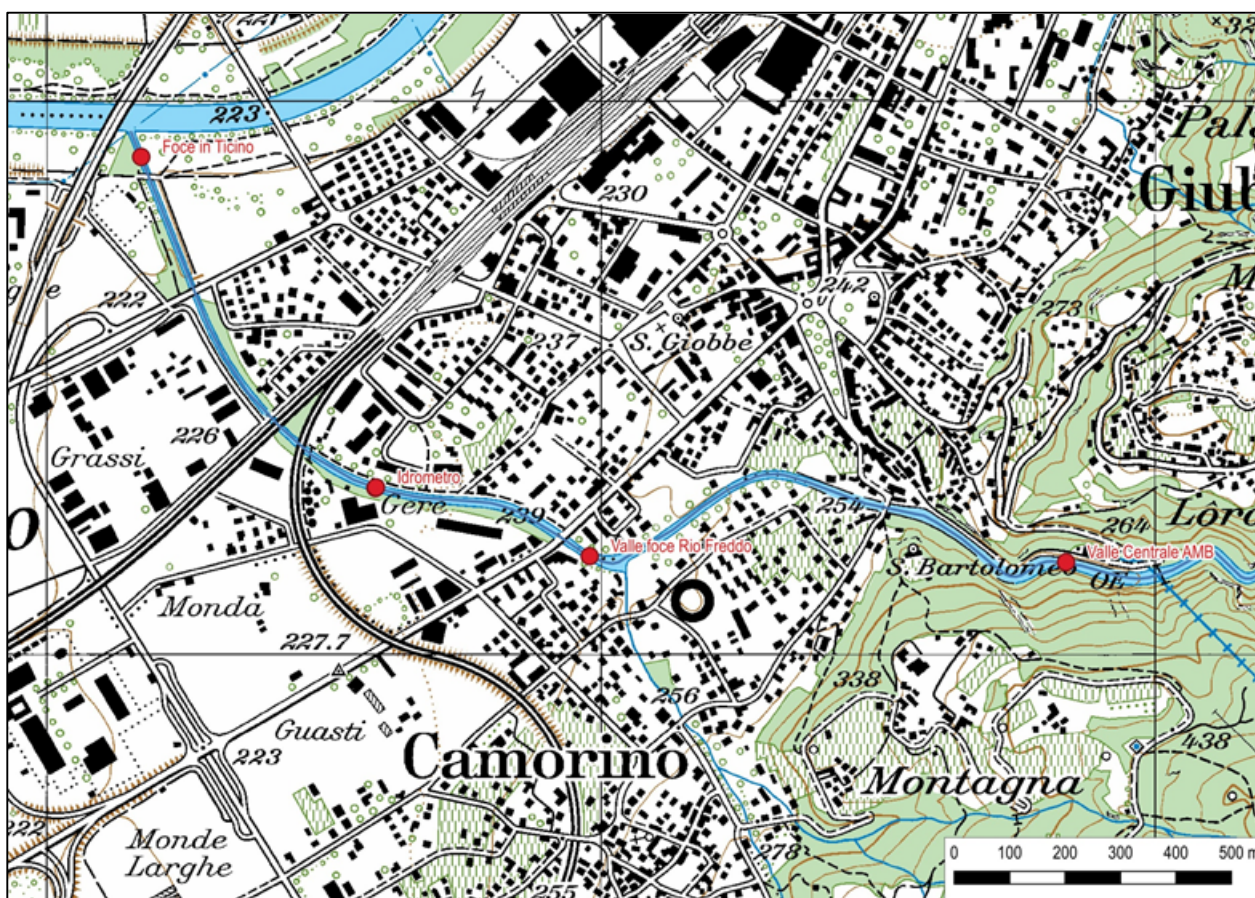 223
Foce in Ticino
Pal
Giul
230
222
242
273
S. Giobbe
237
226
Grassi
Idrometro
Gere
239
254
264
Lor
Valle foce Rio Freddo
Valle Centrale AMB
S. Bartolomeo
Monda
227.7
338
256
Guasti
223
Camorino
438
Montagna
222
Monde
Larghe
278
255
0 100 200 300 400 500 m